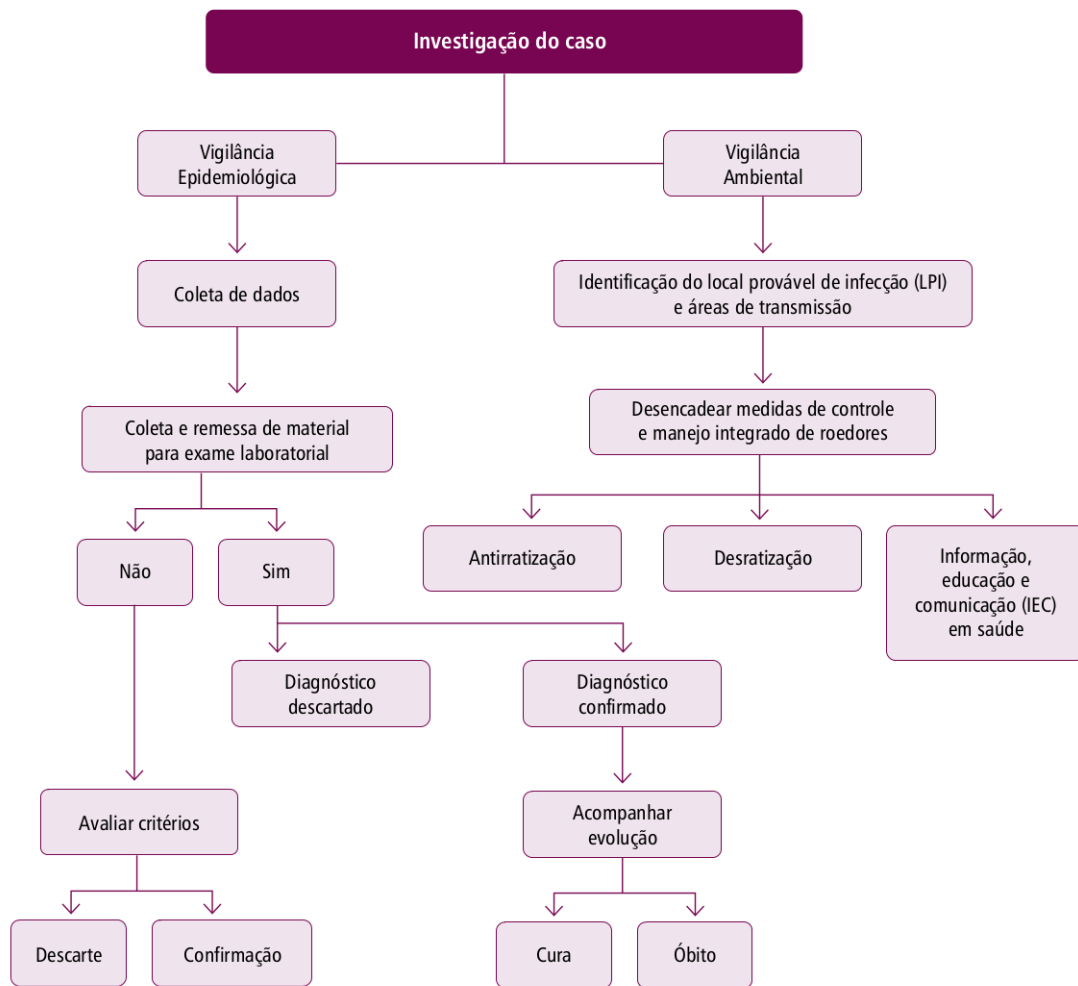 Investigação do caso
Vigilância
Epidemiológica
Vigilância
Ambiental
Coleta de dados
Identificação do local provável de infecção (LPI)
e áreas de transmissão
Coleta e remessa de material
para exame laboratorial
Desencadear medidas de controle
e manejo integrado de roedores
Não
Sim
Antirratização
Desratização
Informação,
educação e
comunicação (IEC)
em saúde
Diagnóstico
descartado
Diagnóstico
confirmado
Avaliar critérios
Acompanhar
evolução
Descarte
Confirmação
Cura
Óbito